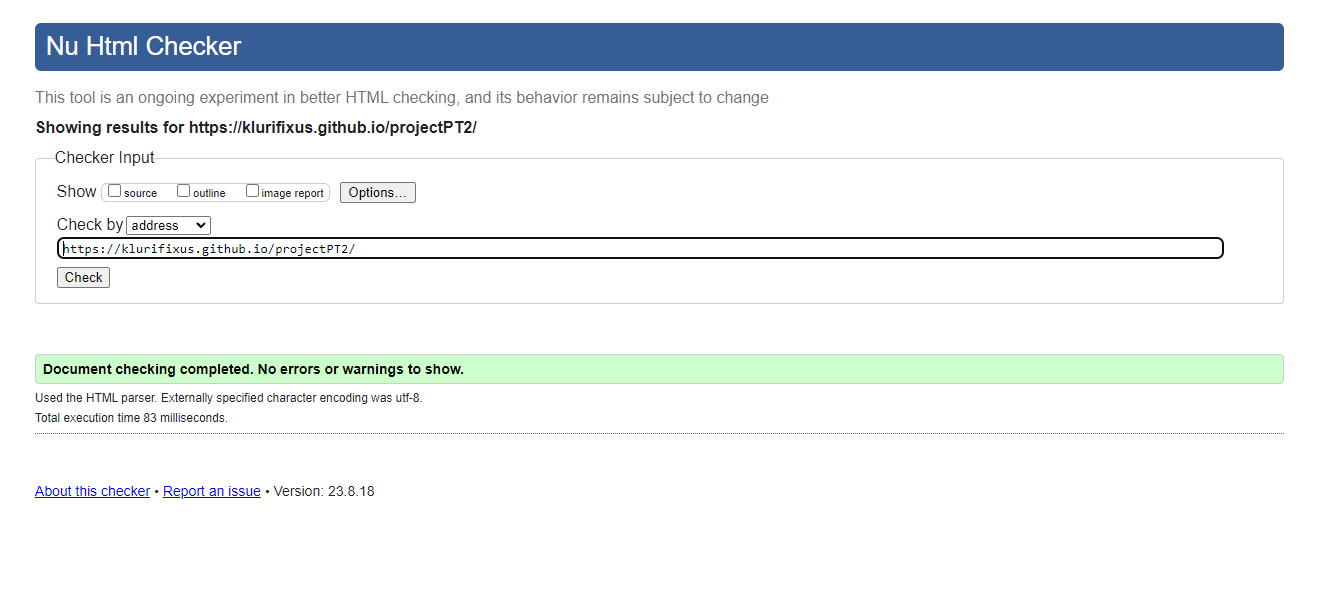 Nu Html Checker
This tool is an ongoing experiment in better HTML checking, and its behavior remains subject to change
Showing results for https://klurifixus.github.io/projectPT2/
Checker Input
Show source outline image report Options...
Check by address
https://klurifixus.github.io/projectPT2/
Check
Document checking completed. No errors or warnings to show.
Used the HTML parser. Externally specified character encoding was utf-8.
Total execution time 83 milliseconds.
About this checker • Report an issue • Version: 23.8.18